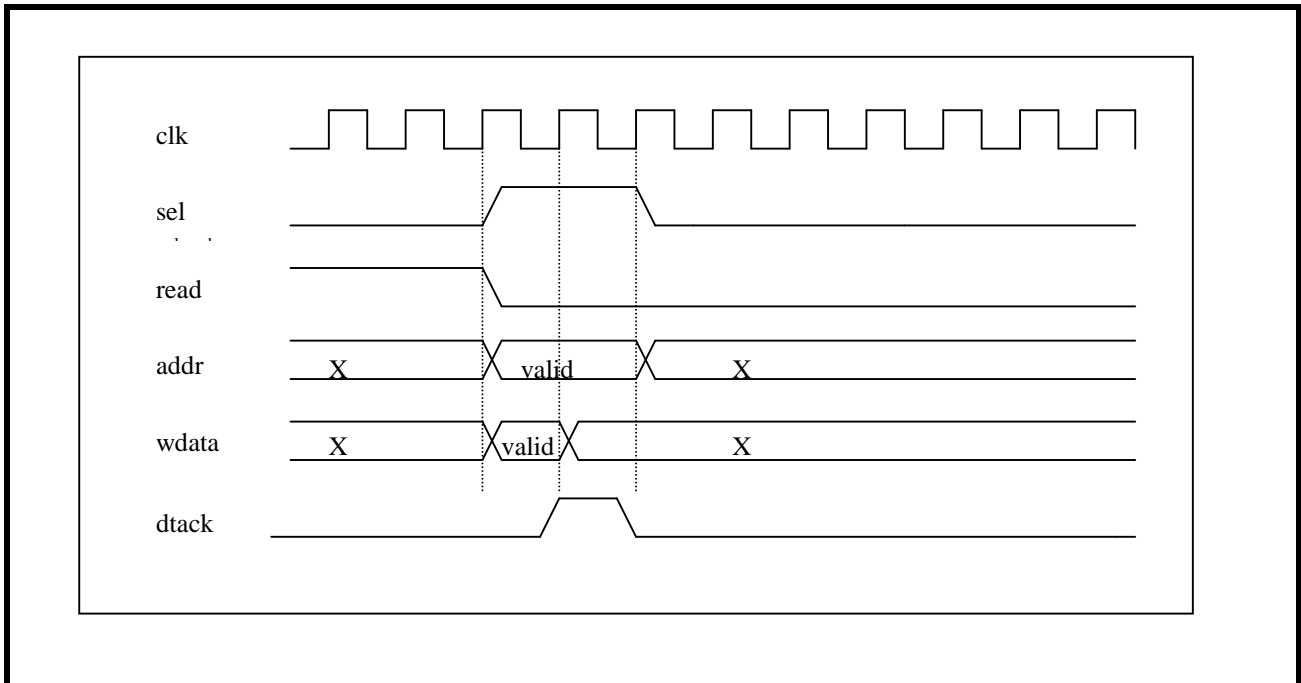 clk
sel
read
addr X valid X
wdata X valid X
dtack